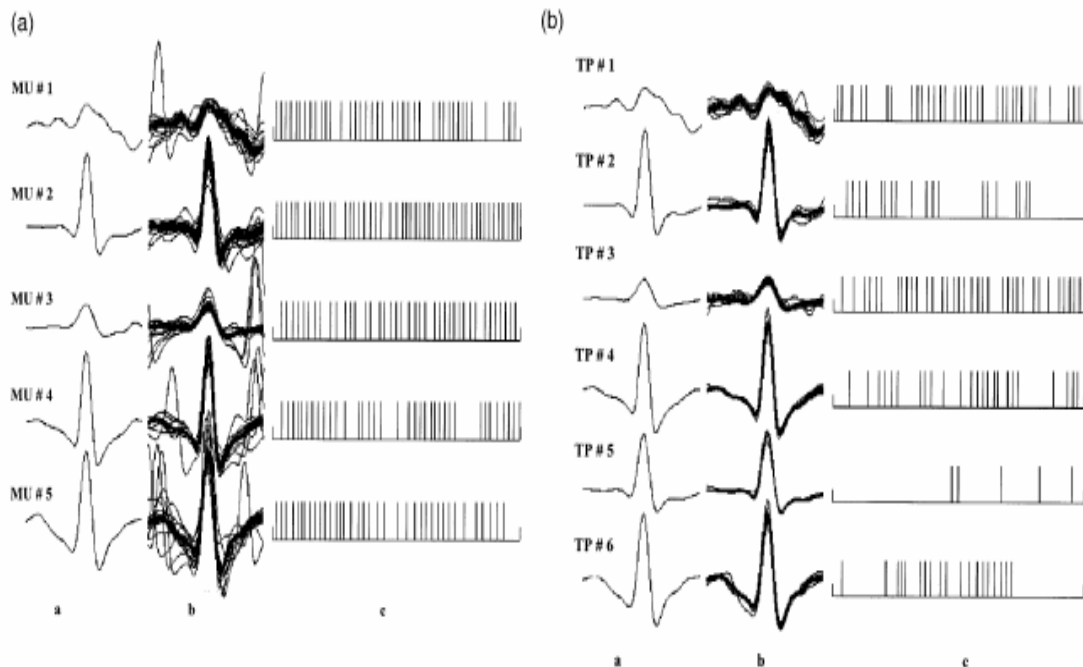 (a)
MU # 1
MU # 2
MU # 3
MU # 4
MU # 5
a b c
(b)
TP # 1
TP # 2
TP # 3
TP # 4
TP # 5
TP # 6
a b c